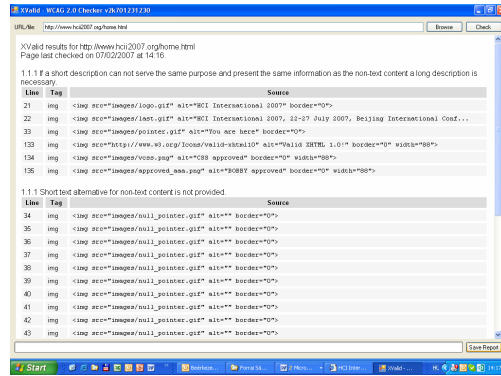 XValid - WCAG 2.0 Checker v2k701231230
URL/file: http://www.hcii2007.org/home.html Browse Check
XValid results for http://www.hcii2007.org/home.html
Page last checked on 07/02/2007 at 14:16.
1.1.1 If a short description can not serve the same purpose and present the same information as the non-text content a long description is
necessary.
Line Tag Source
21 img <img src="images/logo.gif" alt="HCI International 2007" border="0">
22 img <img src="images/last.gif" alt="HCI International 2007, 22-27 July 2007, Beijing International Conf...
33 img <img src="images/pointer.gif" alt="You are here" border="0">
133 img <img src="http://www.w3.org/Icons/valid-xhtml10" alt="Valid XHTML 1.0!" border="0" width="88">
134 img <img src="images/vcss.png" alt="CSS approved" border="0" width="88">
135 img <img src="images/approved_aaa.png" alt="BOBBY approved" border="0" width="88">
1.1.1 Short text alternative for non-text content is not provided.
Line Tag Source
34 img <img src="images/null_pointer.gif" alt="" border="0">
35 img <img src="images/null_pointer.gif" alt="" border="0">
36 img <img src="images/null_pointer.gif" alt="" border="0">
37 img <img src="images/null_pointer.gif" alt="" border="0">
38 img <img src="images/null_pointer.gif" alt="" border="0">
39 img <img src="images/null_pointer.gif" alt="" border="0">
40 img <img src="images/null_pointer.gif" alt="" border="0">
41 img <img src="images/null_pointer.gif" alt="" border="0">
42 img <img src="images/null_pointer.gif" alt="" border="0">
43 img <img src="images/null_pointer.gif" alt="" border="0">
Save Report
Start Beérkeze... Forrai Sá... 2 Micro... HCI Inter... XValid - ... HU